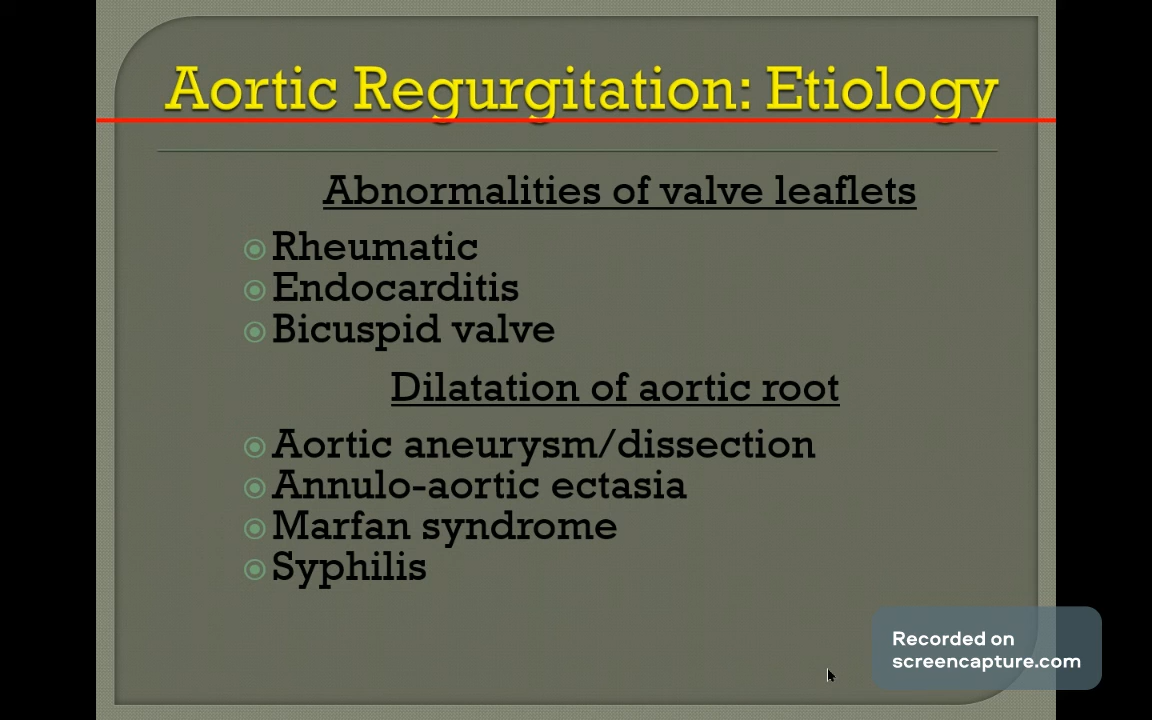 Aortic Regurgitation: Etiology
Abnormalities of valve leaflets
Rheumatic
Endocarditis
Bicuspid valve
Dilatation of aortic root
Aortic aneurysm/dissection
Annulo-aortic ectasia
Marfan syndrome
Syphilis
Recorded on
screencapture.com